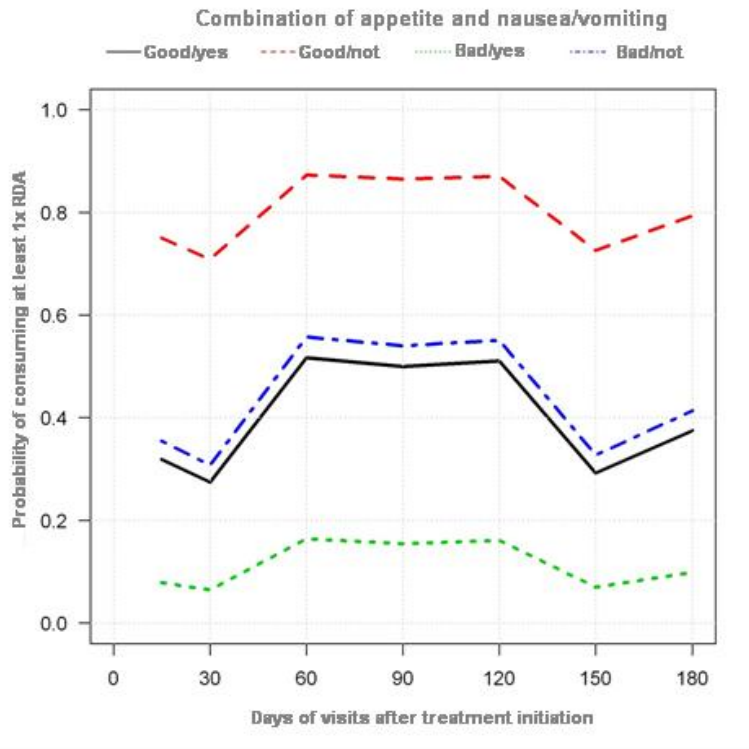 Combination of appetite and nausea/vomiting
Good/yes Good/not Bad/yes Bad/not
Probability of consuming at least 1x RDA
1.0
0.8
0.6
0.4
0.2
0.0
0 30 60 90 120 150 180
Days of visits after treatment initiation